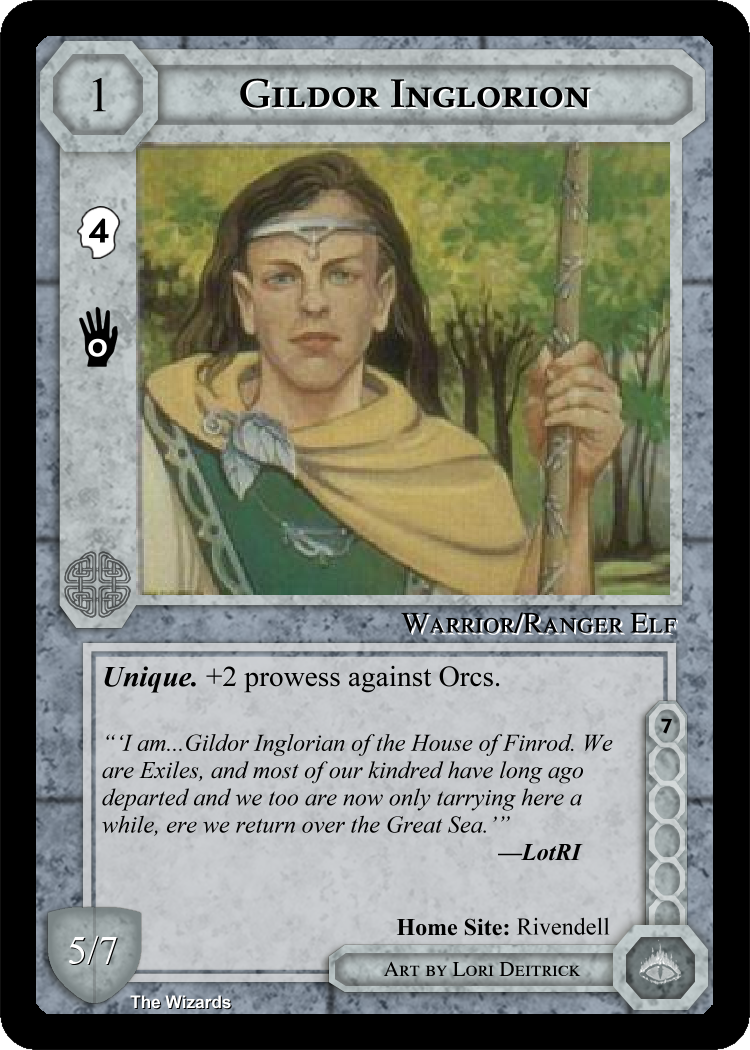 1
Gildor Inglorion
4
0
Warrior/Ranger Elf
Unique. +2 prowess against Orcs.
“‘I am...Gildor Inglorian of the House of Finrod. We
are Exiles, and most of our kindred have long ago
departed and we too are now only tarrying here a
while, ere we return over the Great Sea.’”
—LotRI
7
Home Site: Rivendell
5/7
Art by Lori Deitrick
The Wizards